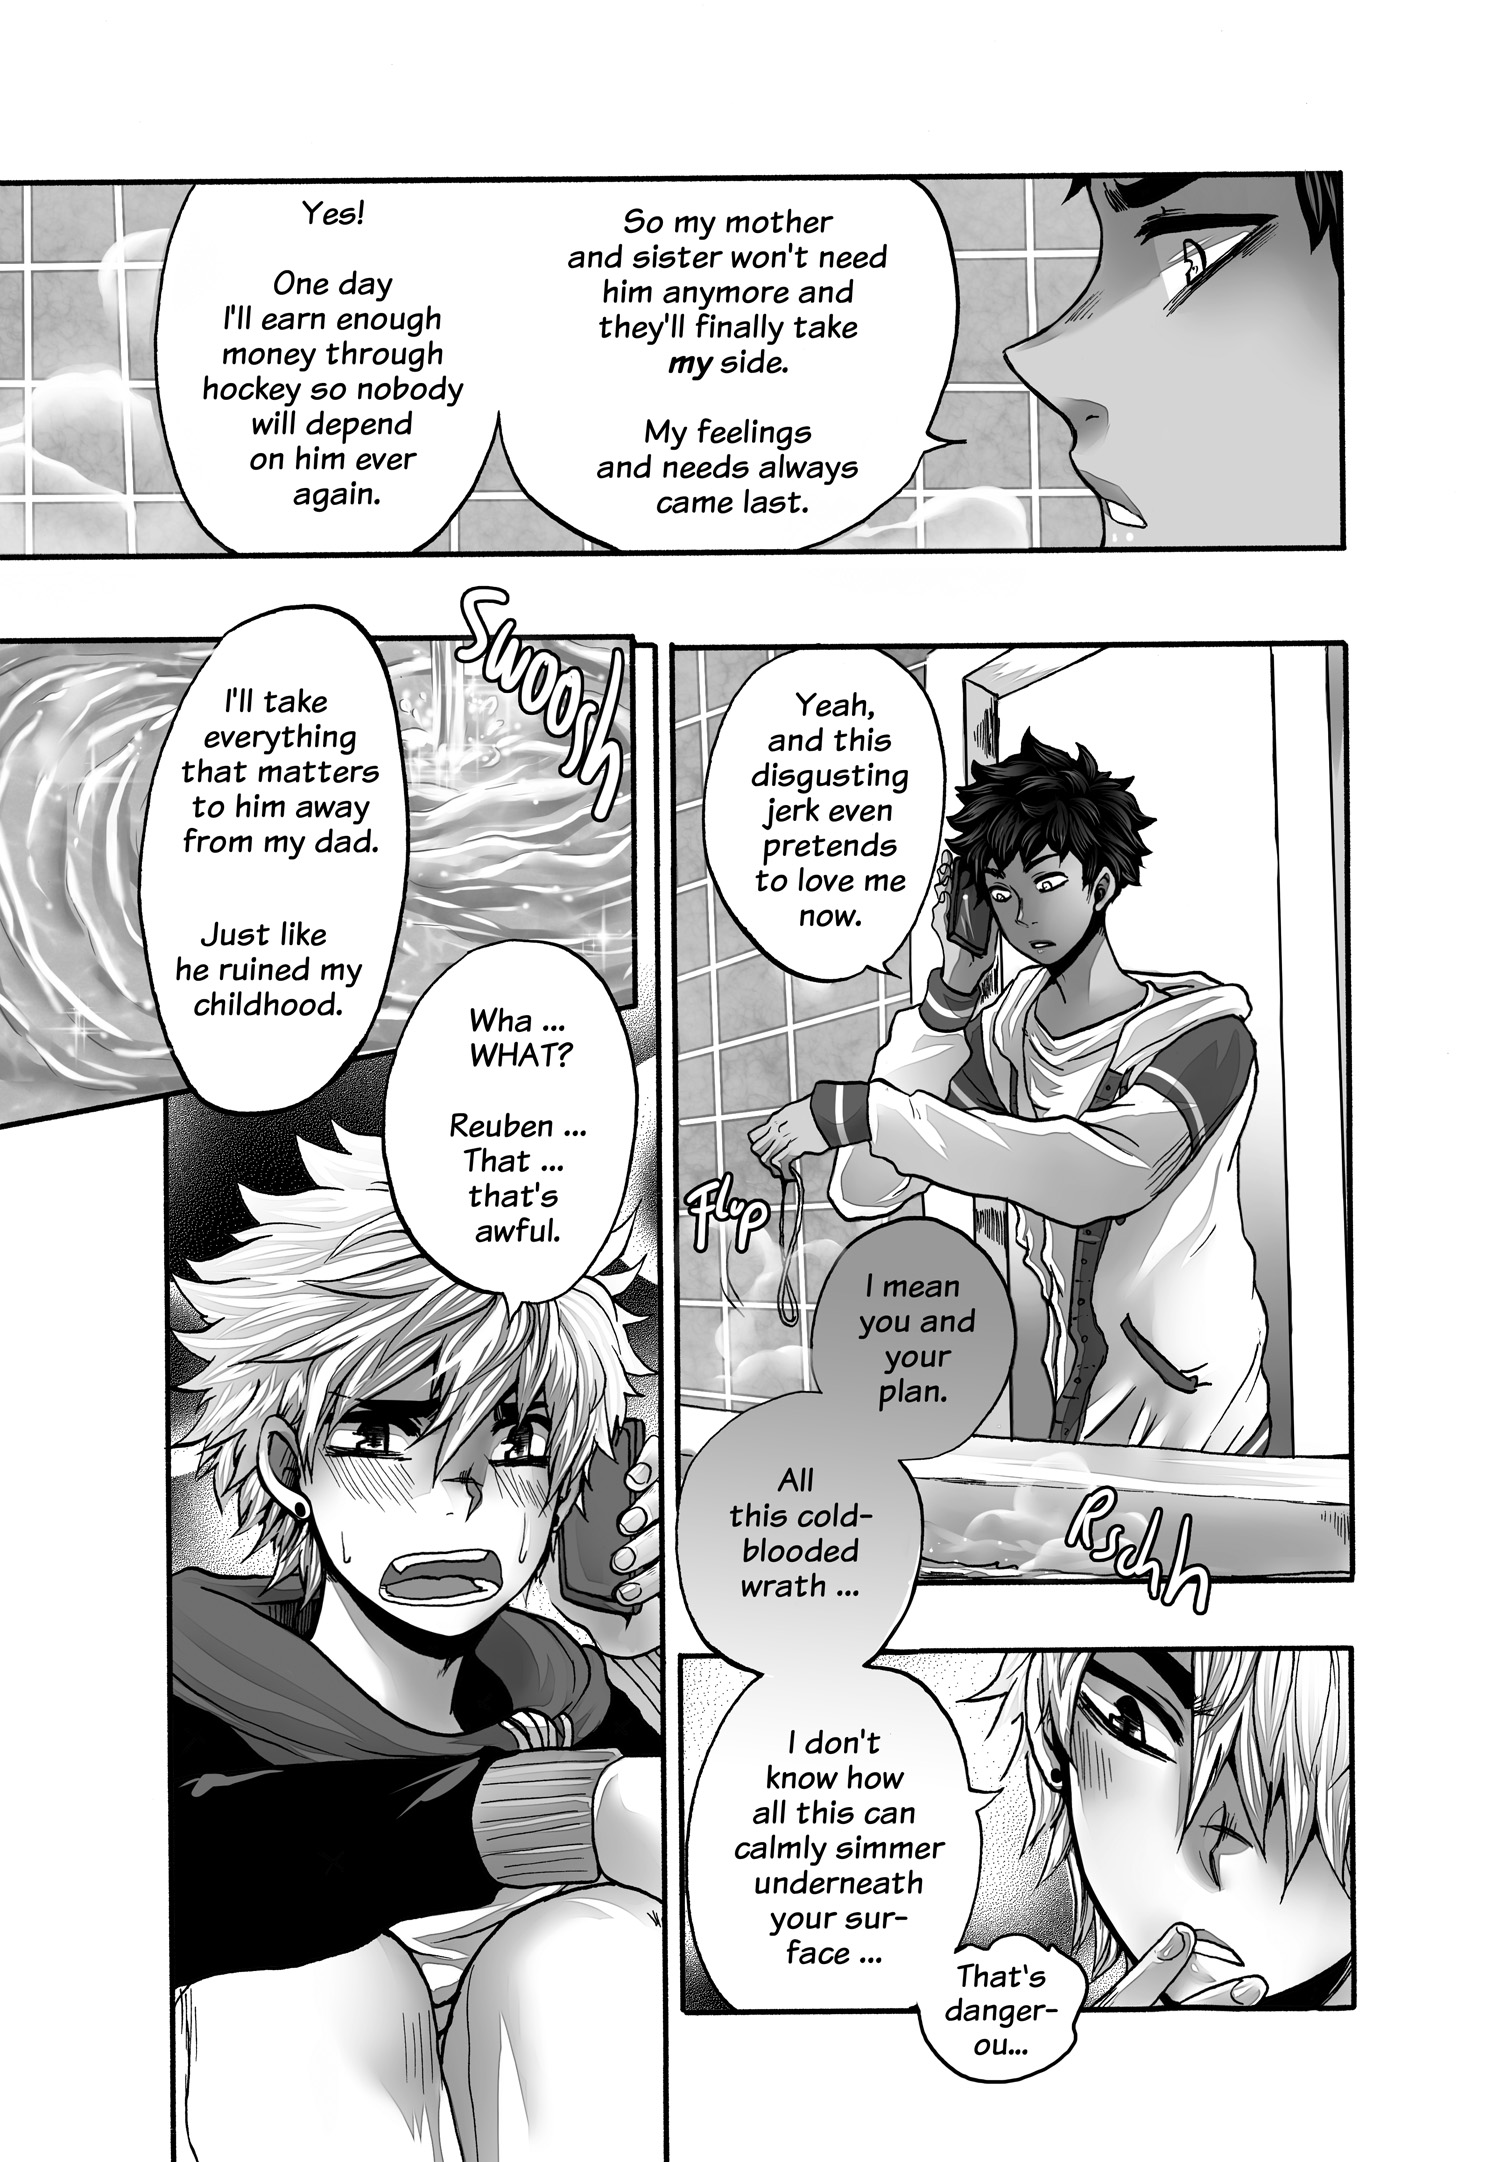 Yes!
One day
I'll earn enough
money through
hockey so nobody
will depend
on him ever
again.
So my mother
and sister won't need
him anymore and
they'll finally take
my side.
My feelings
and needs always
came last.
Swoosh
I'll take
everything
that matters
to him away
from my dad.
Just like
he ruined my
childhood.
Wha ...
WHAT?
Reuben ...
That ...
that's
awful.
Yeah,
and this
disgusting
jerk even
pretends
to love me
now.
Flup
I mean
you and
your
plan.
All
this cold-
blooded
wrath ...
Rschh
I don't
know how
all this can
calmly simmer
underneath
your sur-
face ...
That's
danger-
ou...